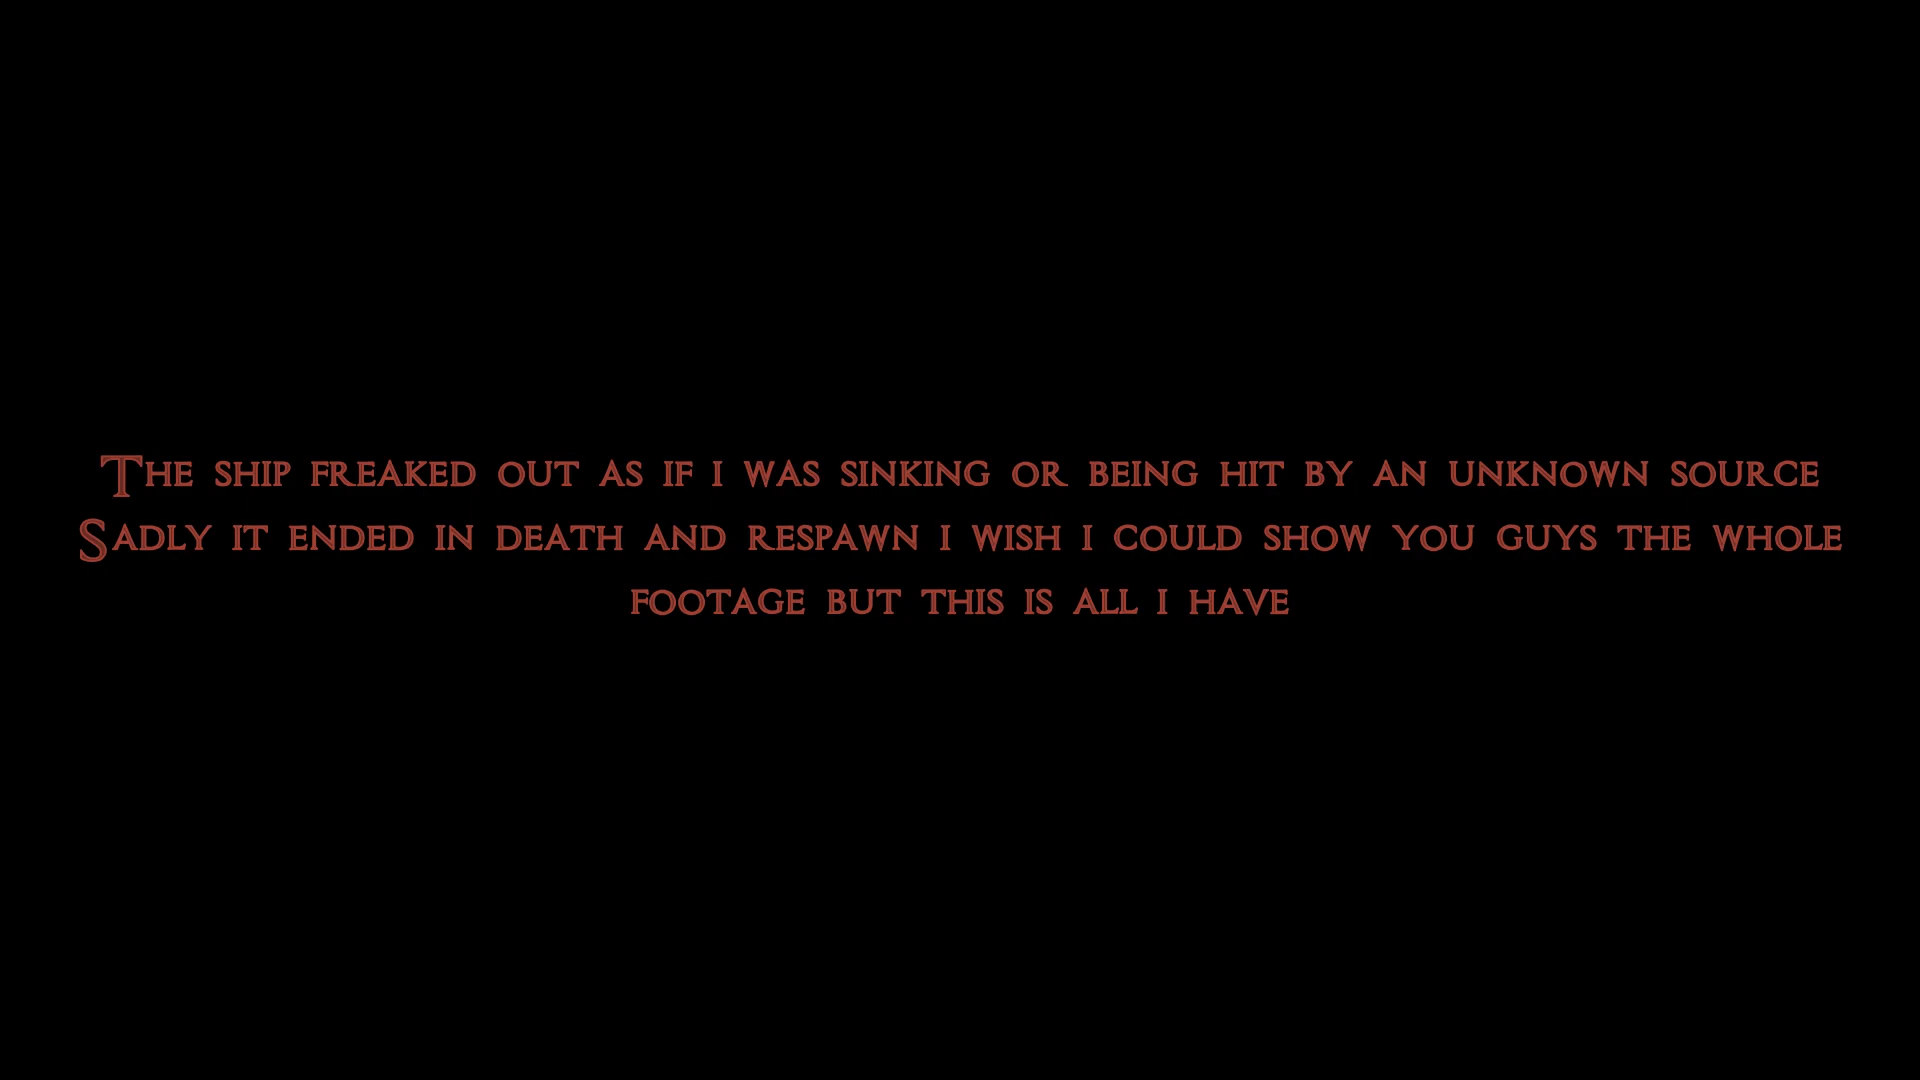 The ship freaked out as if i was sinking or being hit by an unknown source
Sadly it ended in death and respawn i wish i could show you guys the whole
footage but this is all i have